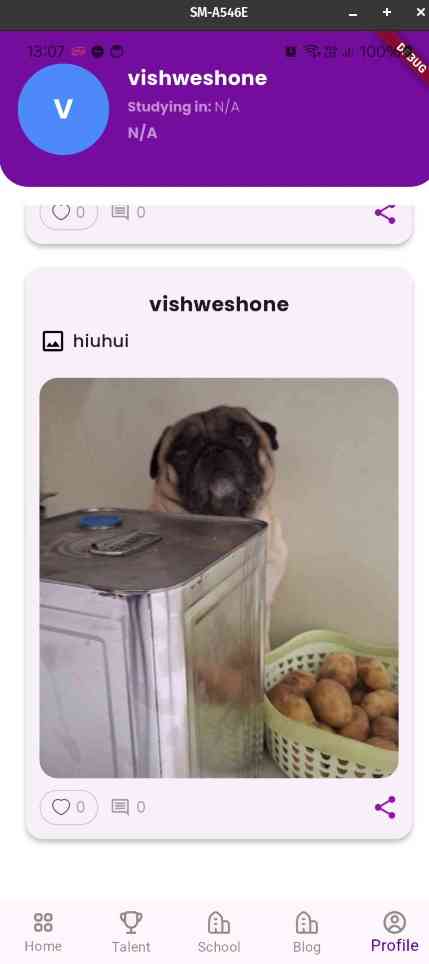 SM-A546E
13:07
100%
DEBUG
V
vishweshone
Studying in: N/A
N/A
0
0
vishweshone
hiuhui
0
0
Home
Talent
School
Blog
Profile